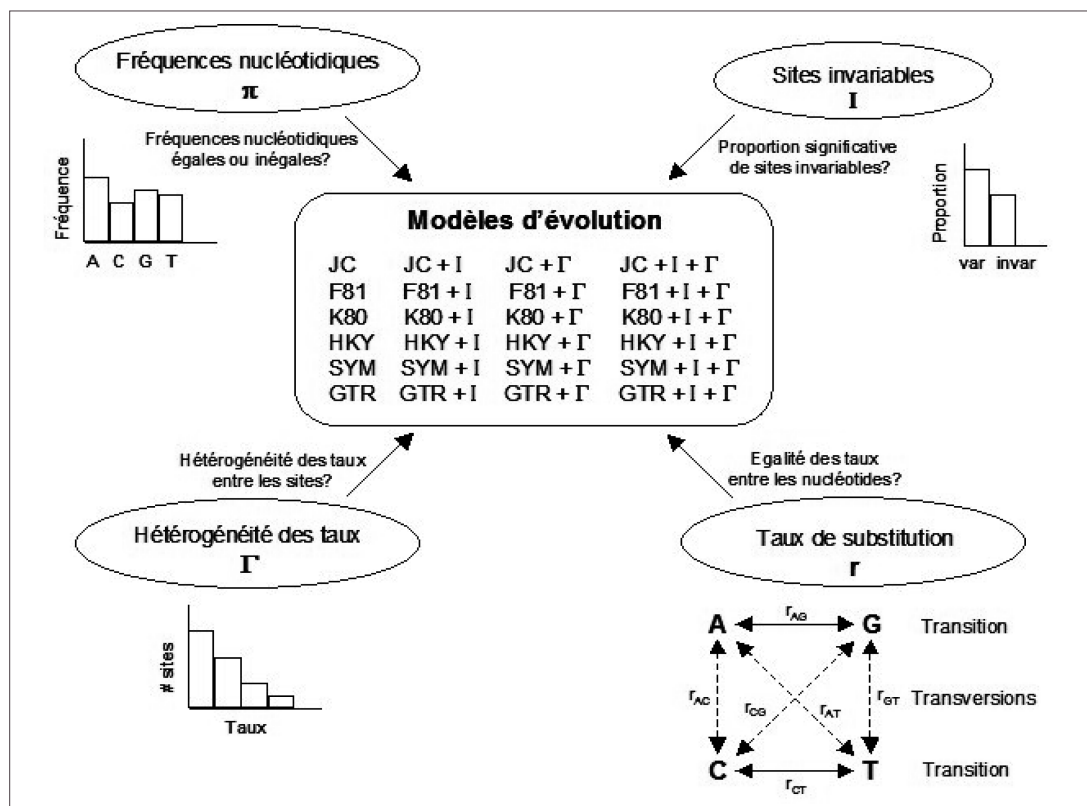 Fréquences nucléotidiques
π
Sites invariables
I
Fréquences nucléotidiques
égales ou inégales?
Proportion significative
de sites invariables?
Fréquence
A C G T
Proportion
var invar
Modèles d'évolution
JC JC + I JC + Γ JC + I + Γ
F81 F81 + I F81 + Γ F81 + I + Γ
K80 K80 + I K80 + Γ K80 + I + Γ
HKY HKY + I HKY + Γ HKY + I + Γ
SYM SYM + I SYM + Γ SYM + I + Γ
GTR GTR + I GTR + Γ GTR + I + Γ
Hétérogénéité des taux
entre les sites?
Egalité des taux
entre les nucléotides?
Hétérogénéité des taux
Γ
Taux de substitution
r
# sites
Taux
A rAG G Transition
rAC rCG rAT rGT Transversions
C rCT T Transition